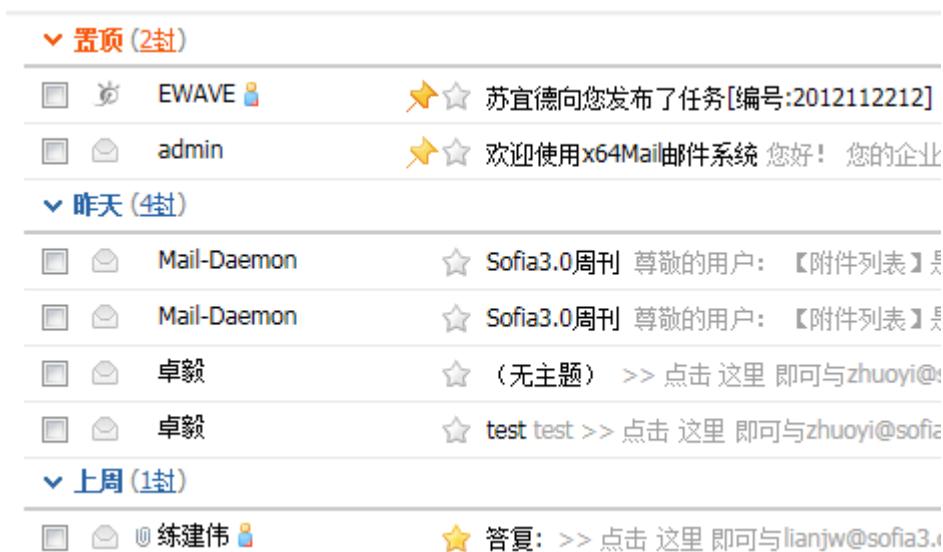 置顶 (2封)
EWAVE 苏宜德向您发布了任务[编号:2012112212]
admin 欢迎使用x64Mail邮件系统 您好！ 您的企业
昨天 (4封)
Mail-Daemon Sofia3.0周刊 尊敬的用户： 【附件列表】是
Mail-Daemon Sofia3.0周刊 尊敬的用户： 【附件列表】是
卓毅 （无主题） >> 点击 这里 即可与zhuoyi@s
卓毅 test test >> 点击 这里 即可与zhuoyi@sofia
上周 (1封)
练建伟 答复: >> 点击 这里 即可与lianjw@sofia3.